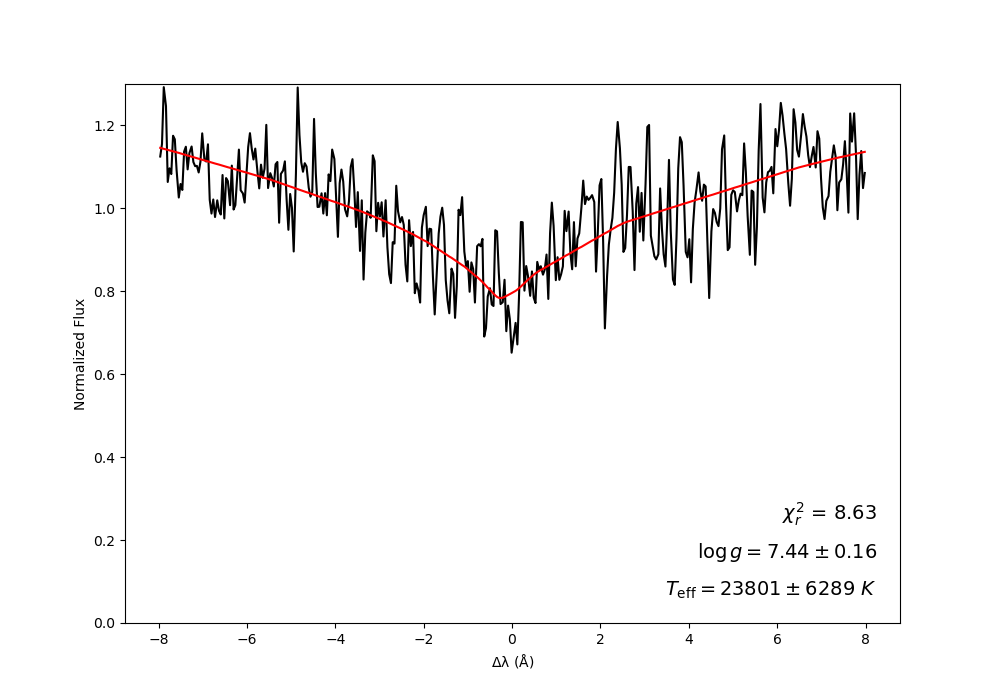 1.2
1.0
0.8
0.6
0.4
0.2
0.0
Normalized Flux
χ²ᵣ = 8.63
log g = 7.44 ± 0.16
T_eff = 23801 ± 6289 K
−8 −6 −4 −2 0 2 4 6 8
Δλ (Å)